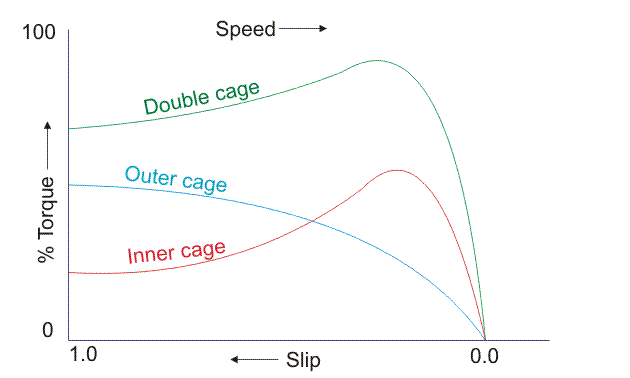 100
Speed
Double cage
Outer cage
% Torque
Inner cage
0
1.0
Slip
0.0